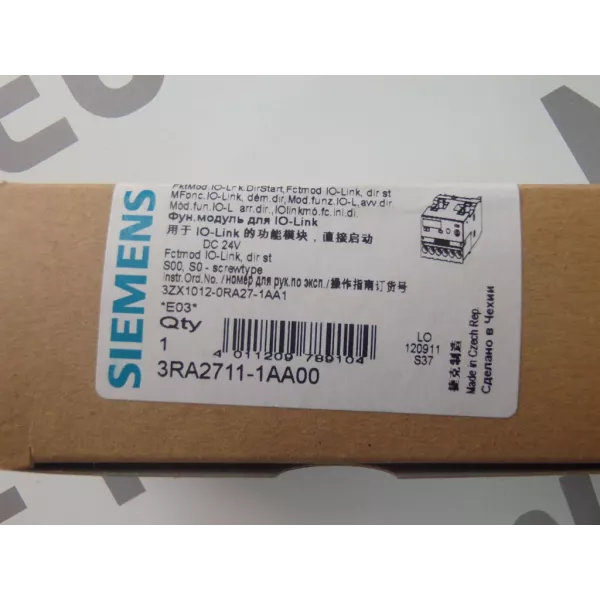 SIEMENS
FktMod.IO-Link,DirStart,Fctmod IO-Link, dir st
MFonc.IO-Link, dém.dir, Mod.funz.IO-L,avv.dir.
Mód.fun.IO-L. arr.dir., IOlinkmó.fc.ini.di.
Фун.модуль для IO-Link
用于 IO-Link 的功能模块，直接启动
DC 24V
Fctmod IO-Link, dir st
S00, S0 - screwtype
Instr.Ord.No. /номер для рук.по эксп./操作指南订货号
3ZX1012-0RA27-1AA1
"E03"
Qty
1
4 011209 789104
3RA2711-1AA00
LO
120911
S37
捷克制造
Made in Czech Rep.
Сделано в Чехии